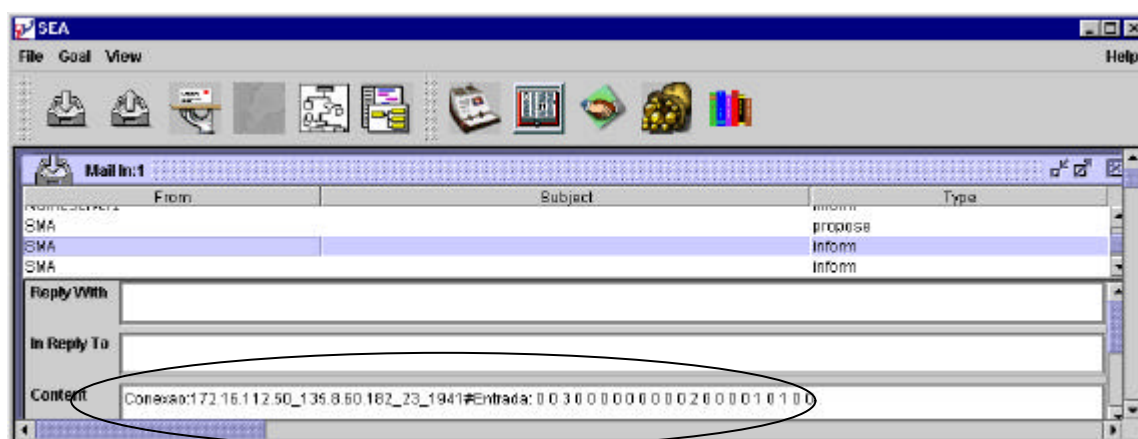 SEA
File Goal View Help
Mail In:1
From Subject Type
SMA propose
SMA inform
SMA inform
Reply With
In Reply To
Content Conexao:172.16.112.50_135.8.60.182_23_1941#Entrada: 0 0 3 0 0 0 0 0 0 0 0 0 2 0 0 0 0 1 0 1 0 0